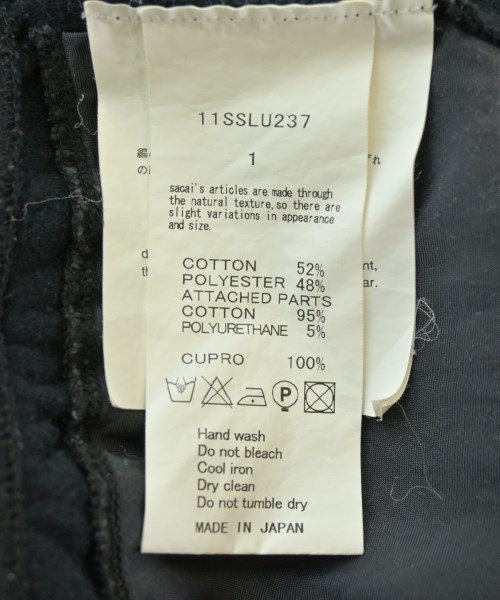 11SSLU237
1
sacai's articles are made through
the natural texture,so there are
slight variations in appearance
and size.
COTTON 52%
POLYESTER 48%
ATTACHED PARTS
COTTON 95%
POLYURETHANE 5%
CUPRO 100%
P
Hand wash
Do not bleach
Cool iron
Dry clean
Do not tumble dry
MADE IN JAPAN